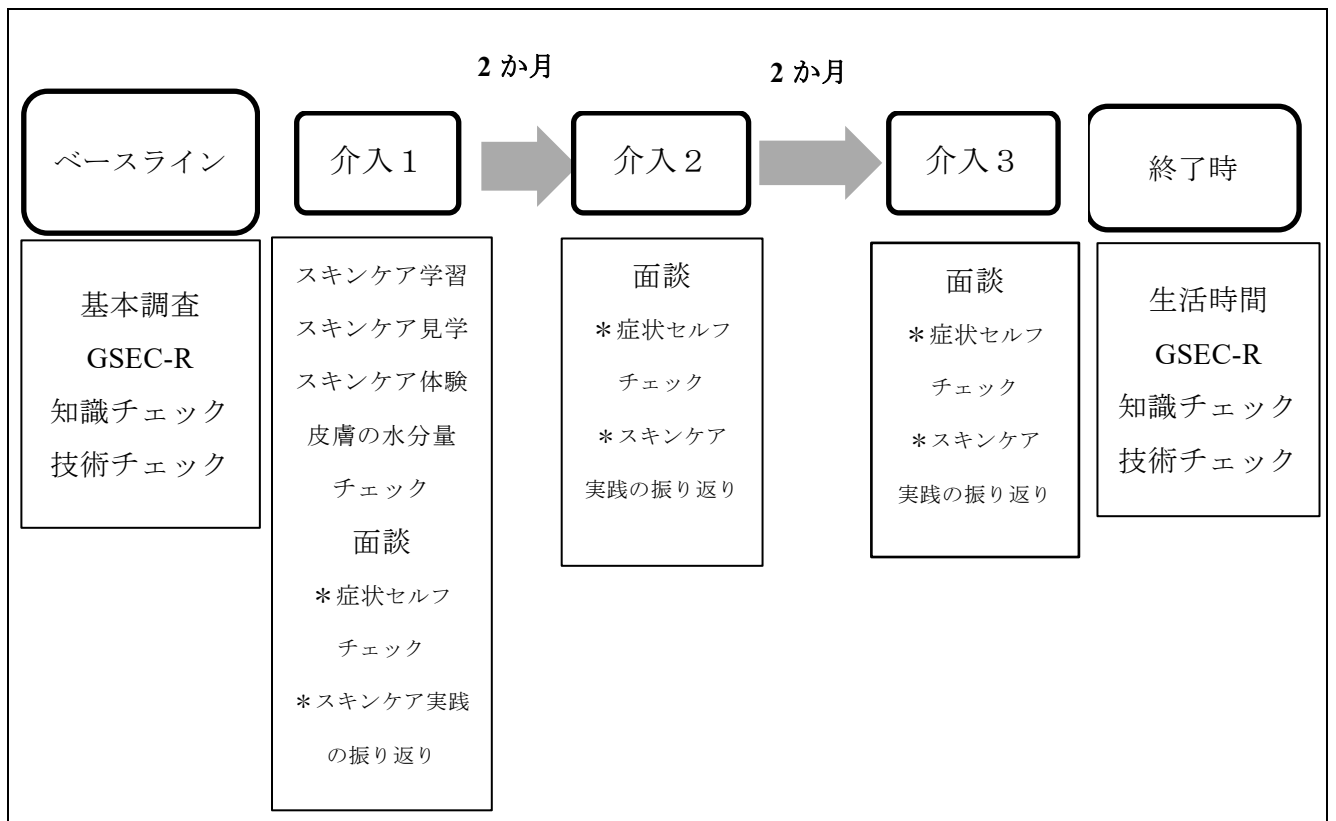 2 か月
2 か月
ベースライン
介入１
介入２
介入３
終了時
基本調査
GSEC-R
知識チェック
技術チェック
スキンケア学習
スキンケア見学
スキンケア体験
皮膚の水分量
チェック
面談
＊症状セルフ
チェック
＊スキンケア実践
の振り返り
面談
＊症状セルフ
チェック
＊スキンケア
実践の振り返り
面談
＊症状セルフ
チェック
＊スキンケア
実践の振り返り
生活時間
GSEC-R
知識チェック
技術チェック